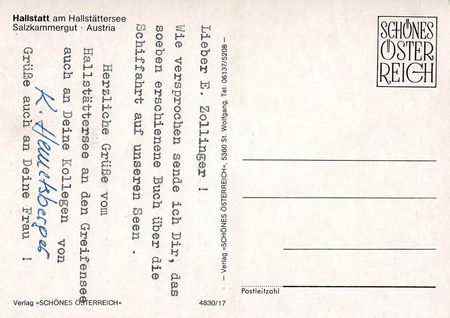 Hallstatt am Hallstättersee
Salzkammergut · Austria
Lieber E. Zollinger !
Wie versprochen sende ich Dir, das
soeben erschienene Buch über die
Schiffahrt auf unseren Seen .
Herzliche Grüße vom
Hallstättersee an den Greifensee
auch an Deine Kollegen von
K. Hemetsberger
Grüße auch an Deine Frau !
– Verlag »SCHÖNES ÖSTERREICH«, 5360 St. Wolfgang, Tel. 06137/5298 –
SCHÖNES
ÖSTER
REICH
Postleitzahl
Verlag »SCHÖNES ÖSTERREICH«
4830/17